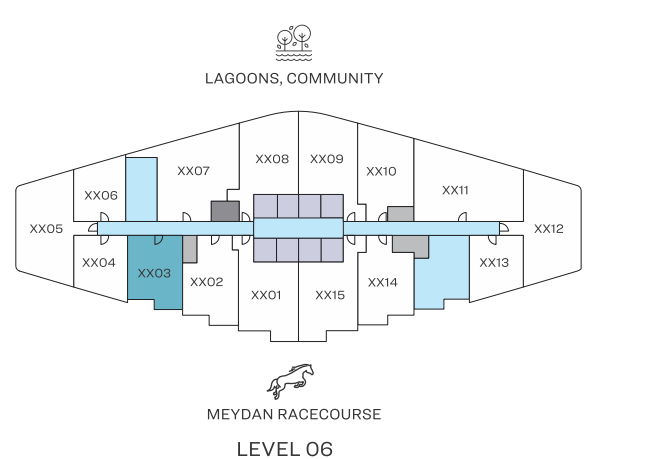 LAGOONS, COMMUNITY
XX08 XX09
XX07 XX10
XX06 XX11
XX05 XX12
XX04 XX03 XX13
XX02 XX14
XX01 XX15
MEYDAN RACECOURSE
LEVEL 06